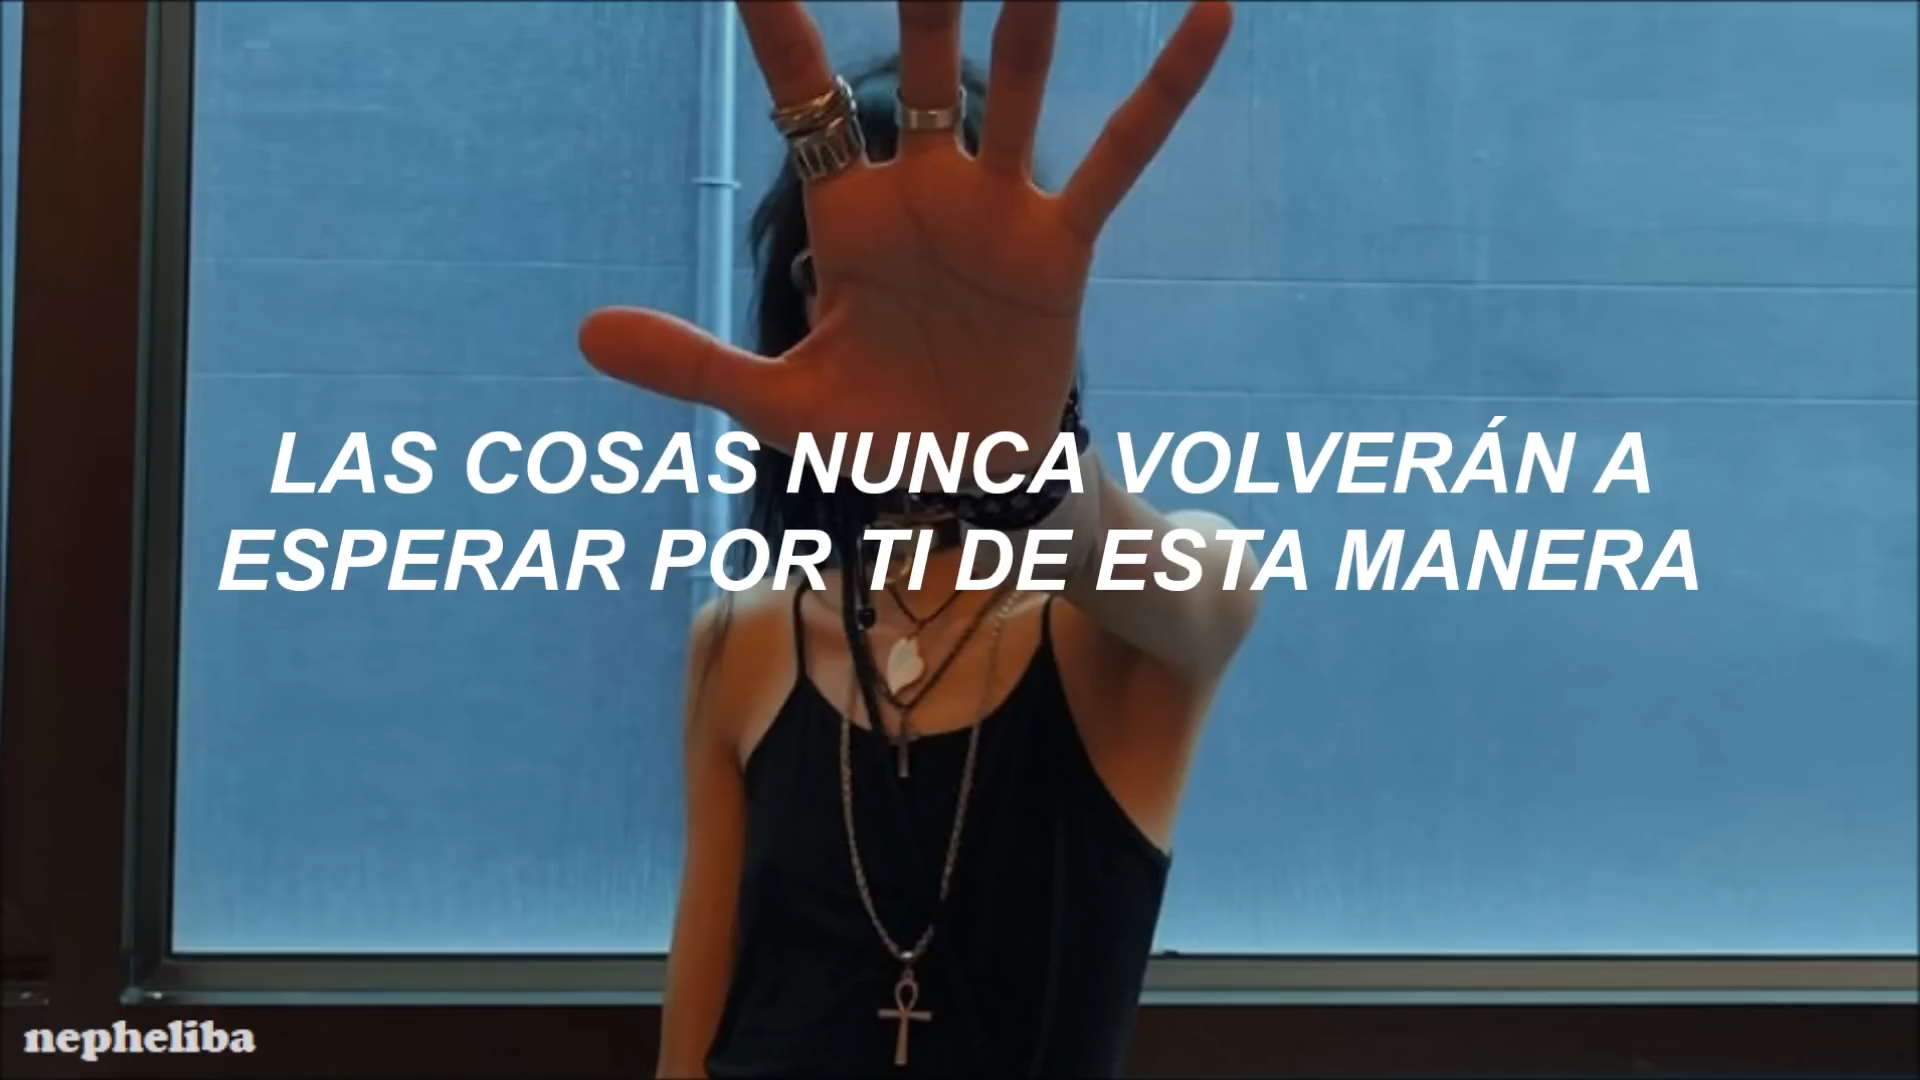 LAS COSAS NUNCA VOLVERÁN A
ESPERAR POR TI DE ESTA MANERA
nepheliba